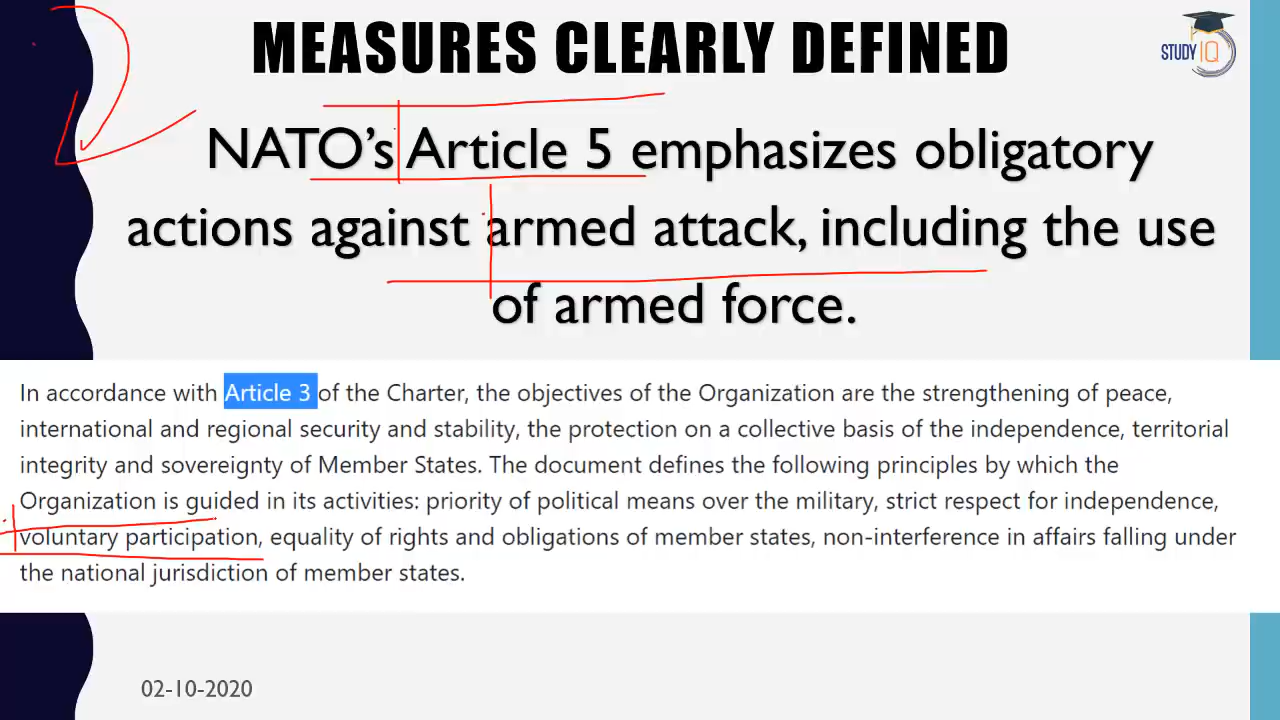 MEASURES CLEARLY DEFINED
STUDY IQ
NATO's Article 5 emphasizes obligatory
actions against armed attack, including the use
of armed force.
In accordance with Article 3 of the Charter, the objectives of the Organization are the strengthening of peace,
international and regional security and stability, the protection on a collective basis of the independence, territorial
integrity and sovereignty of Member States. The document defines the following principles by which the
Organization is guided in its activities: priority of political means over the military, strict respect for independence,
voluntary participation, equality of rights and obligations of member states, non-interference in affairs falling under
the national jurisdiction of member states.
02-10-2020